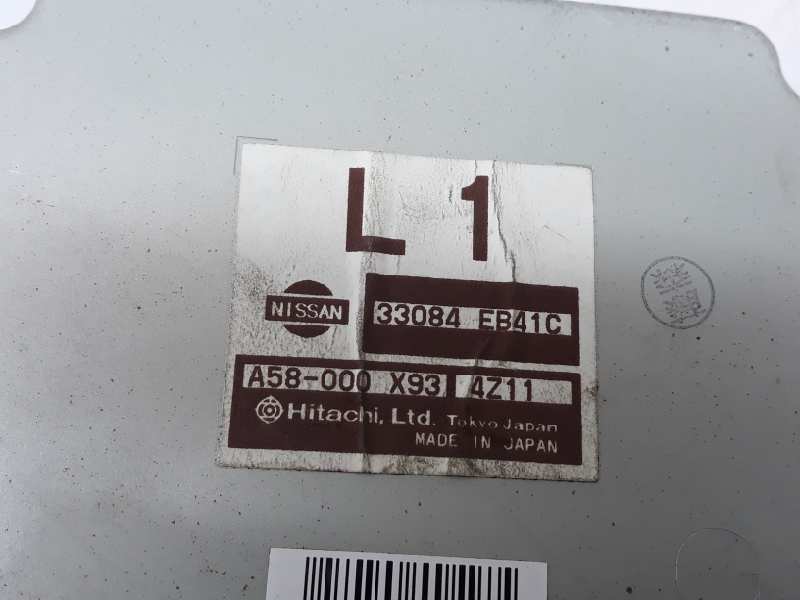 L 1
NISSAN 33084 EB41C
A58-000 X93 4Z11
Hitachi, Ltd. Tokyo Japan
MADE IN JAPAN